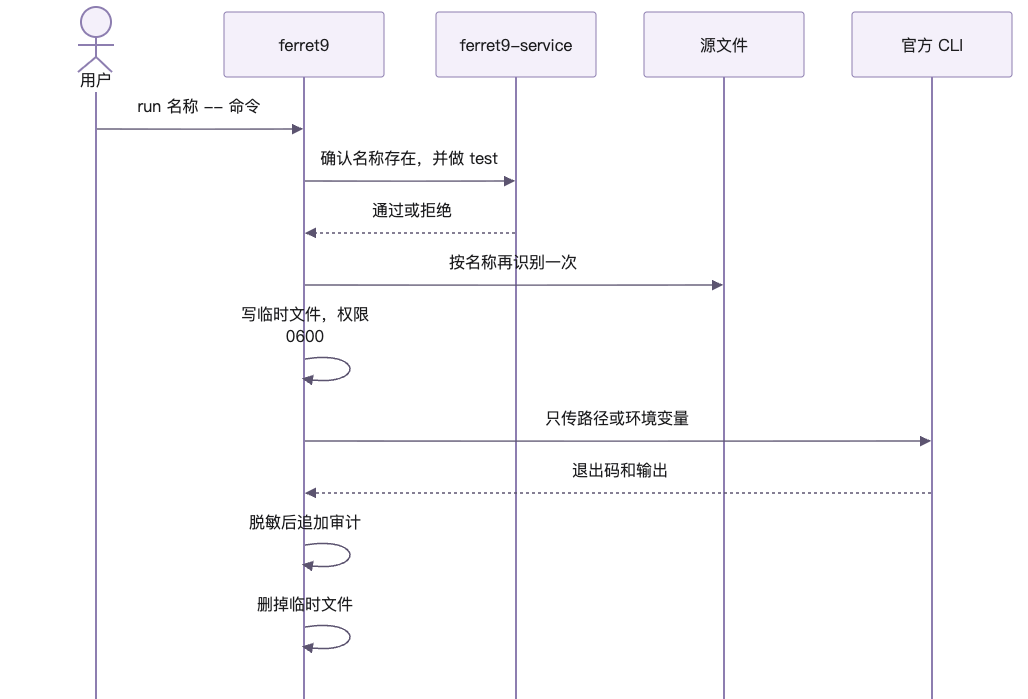 用户
ferret9
ferret9-service
源文件
官方 CLI
run 名称 -- 命令
确认名称存在，并做 test
通过或拒绝
按名称再识别一次
写临时文件，权限
0600
只传路径或环境变量
退出码和输出
脱敏后追加审计
删掉临时文件